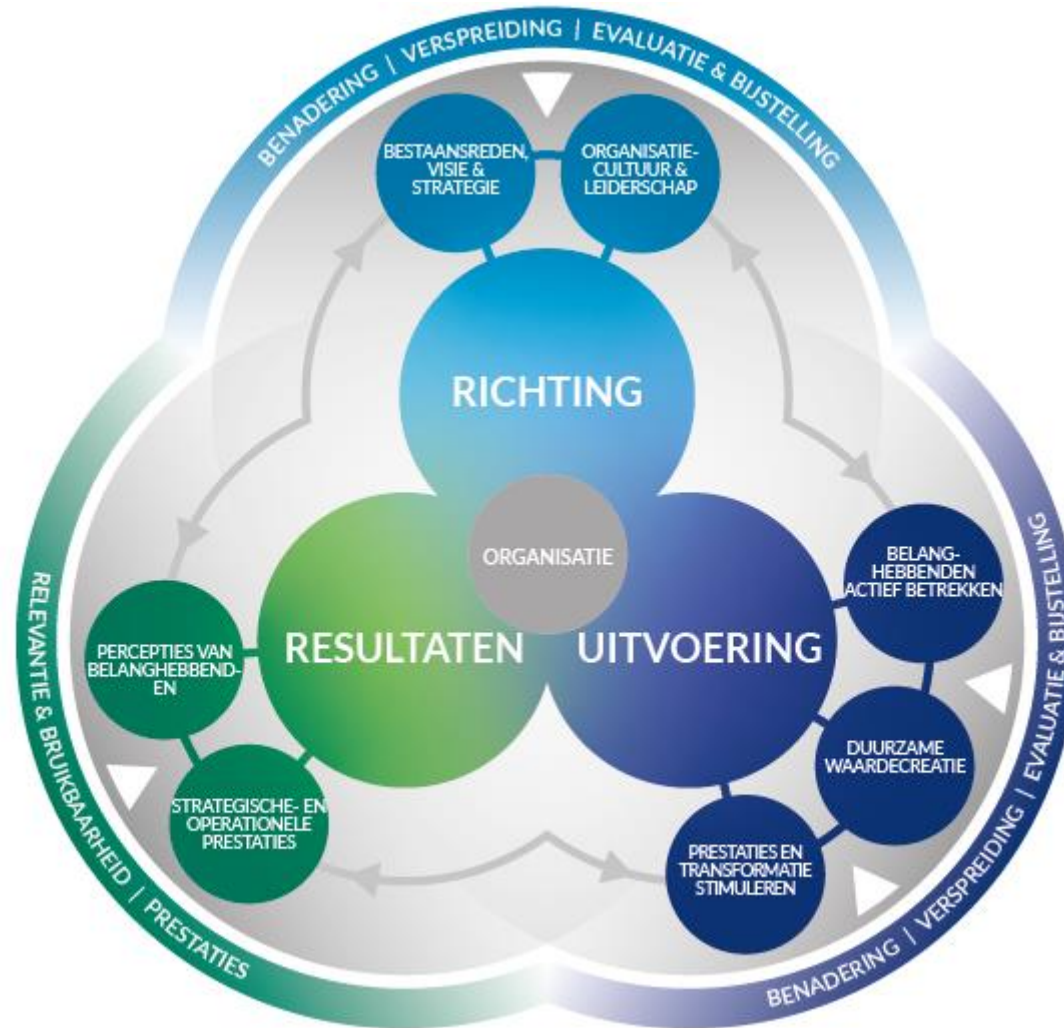 BENADERING | VERSPREIDING | EVALUATIE & BIJSTELLING
BESTAANSREDEN,
VISIE &
STRATEGIE
ORGANISATIE-
CULTUUR &
LEIDERSCHAP
RICHTING
ORGANISATIE
RESULTATEN
UITVOERING
BELANG-
HEBBENDEN
ACTIEF BETREKKEN
DUURZAME
WAARDECREATIE
PRESTATIES EN
TRANSFORMATIE
STIMULEREN
BENADERING | VERSPREIDING | EVALUATIE & BIJSTELLING
PERCEPTIES VAN
BELANGHEBBEND-
EN
STRATEGISCHE- EN
OPERATIONELE
PRESTATIES
RELEVANTIE & BRUIKBAARHEID | PRESTATIES